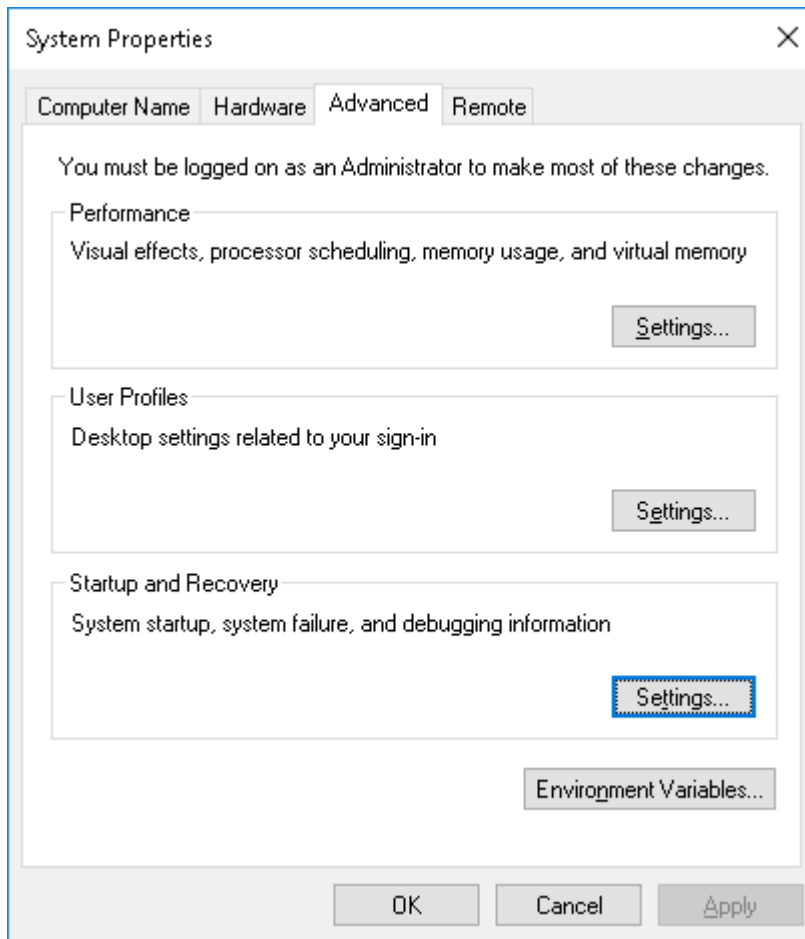 System Properties
Computer Name Hardware Advanced Remote
You must be logged on as an Administrator to make most of these changes.
Performance
Visual effects, processor scheduling, memory usage, and virtual memory
Settings...
User Profiles
Desktop settings related to your sign-in
Settings...
Startup and Recovery
System startup, system failure, and debugging information
Settings...
Environment Variables...
OK Cancel Apply